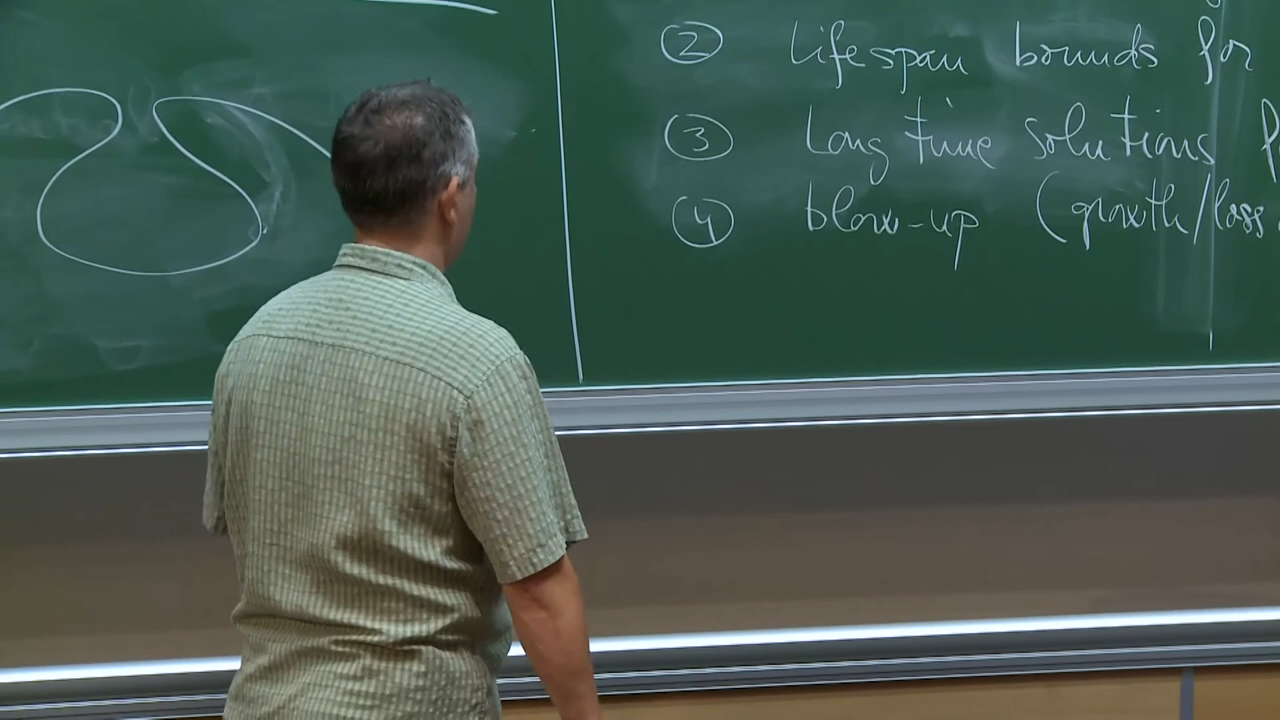 ② Lifespan bounds for
③ Long time solutions
④ blow-up (growth/loss